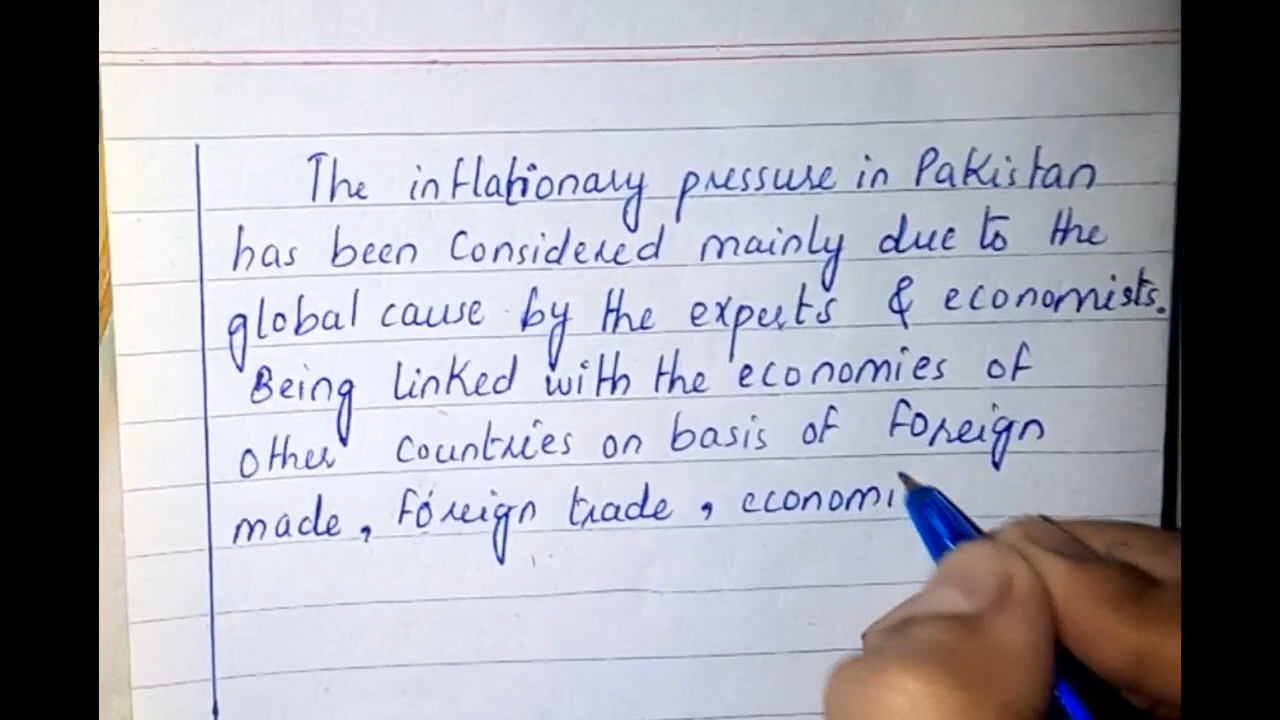 The inflationary pressure in Pakistan
has been Considered mainly due to the
global cause by the experts & economists.
Being linked with the economies of
other countries on basis of foreign
made, foreign trade, economi